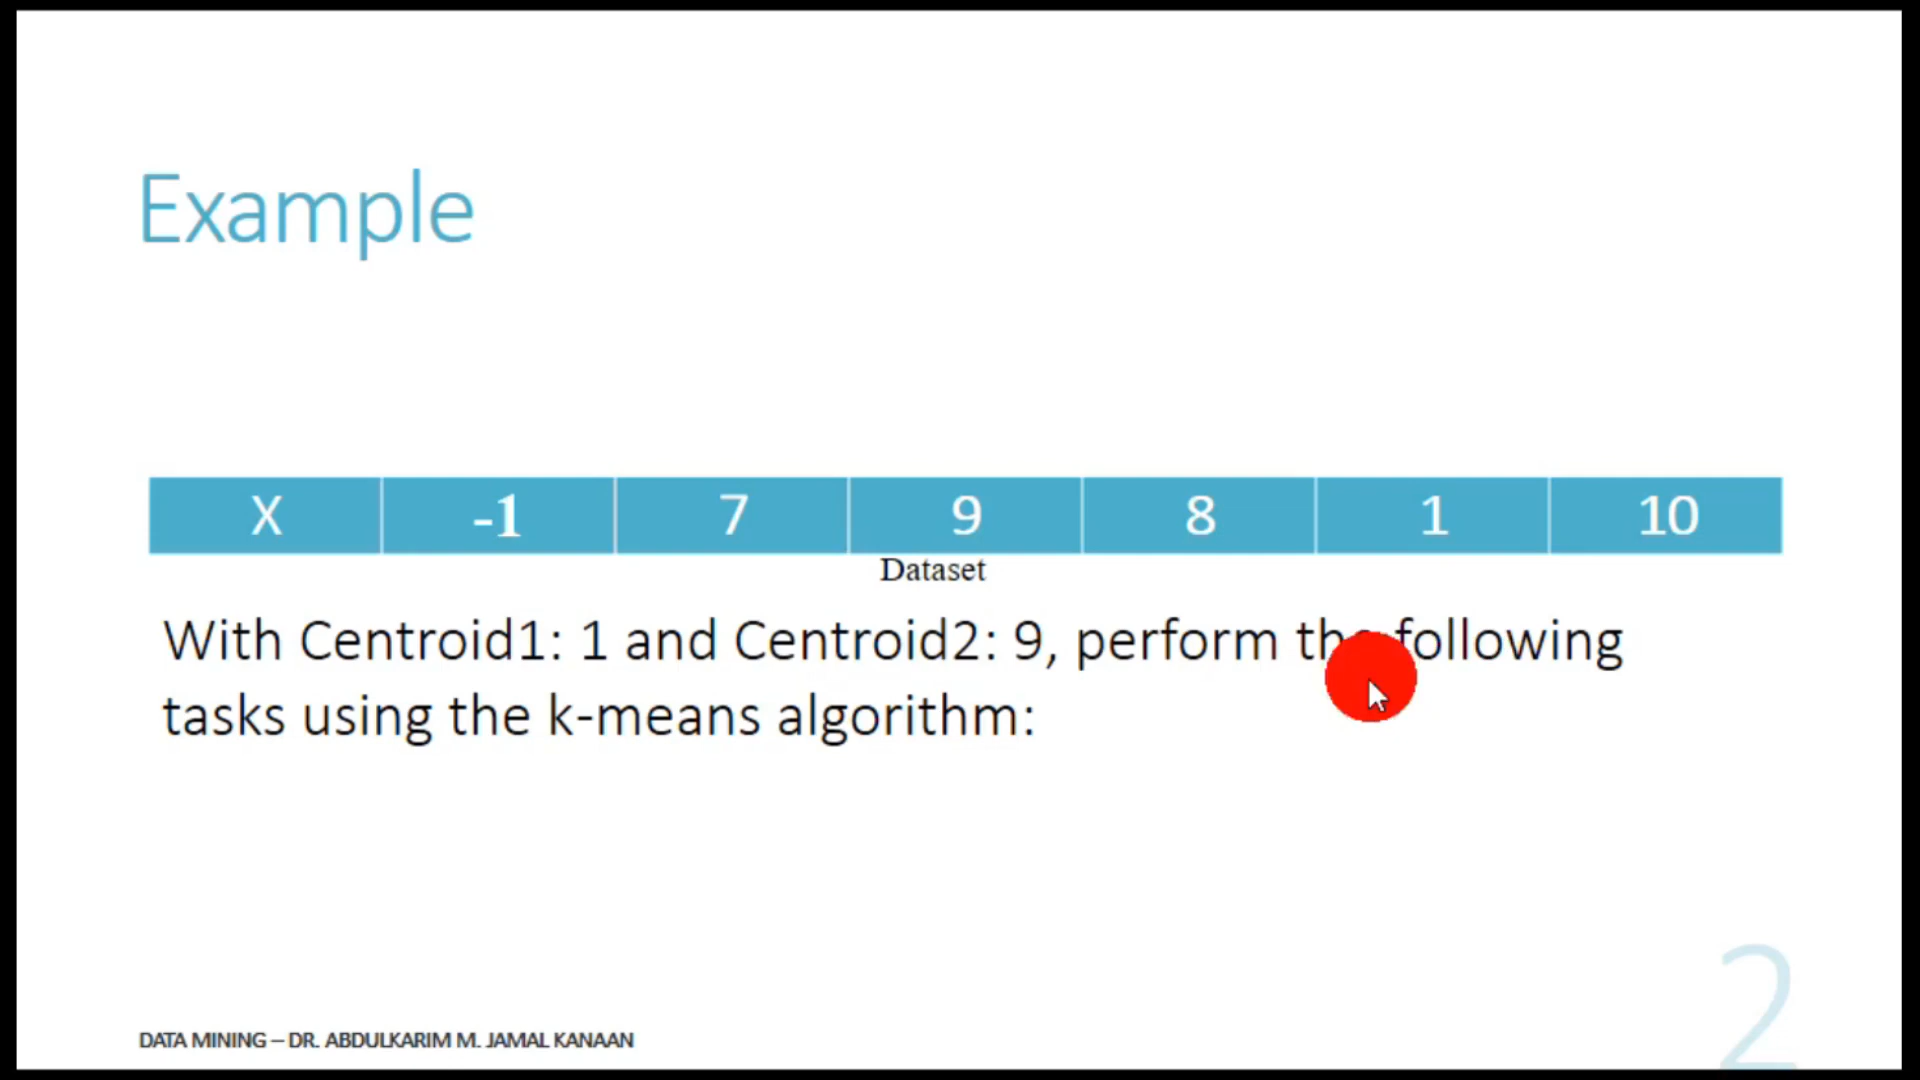 Example
X -1 7 9 8 1 10
Dataset
With Centroid1: 1 and Centroid2: 9, perform the following
tasks using the k-means algorithm:
DATA MINING – DR. ABDULKARIM M. JAMAL KANAAN
2